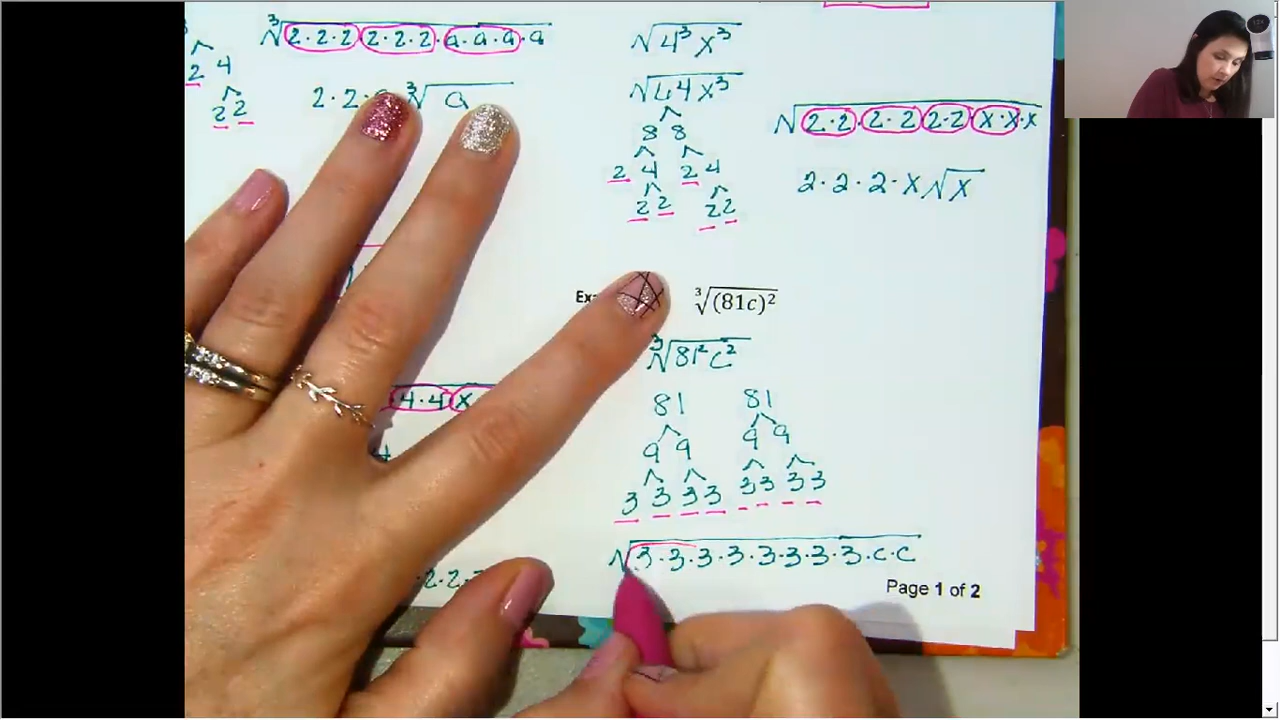 ∛2·2·2·2·2·2·a·a·a·a
2 4
2 2
2·2· ∛a
√4³x³
√64x³
8 8
2 4 2 4
2 2 2 2
√2·2·2·2·2·2·x·x·x
2·2·2·x√x
∛(81c)²
∛81²c²
81 81
9 9 9 9
3 3 3 3 3 3 3 3
4·4 x
√3·3·3·3·3·3·3·3·c·c
·2·2·
Page 1 of 2